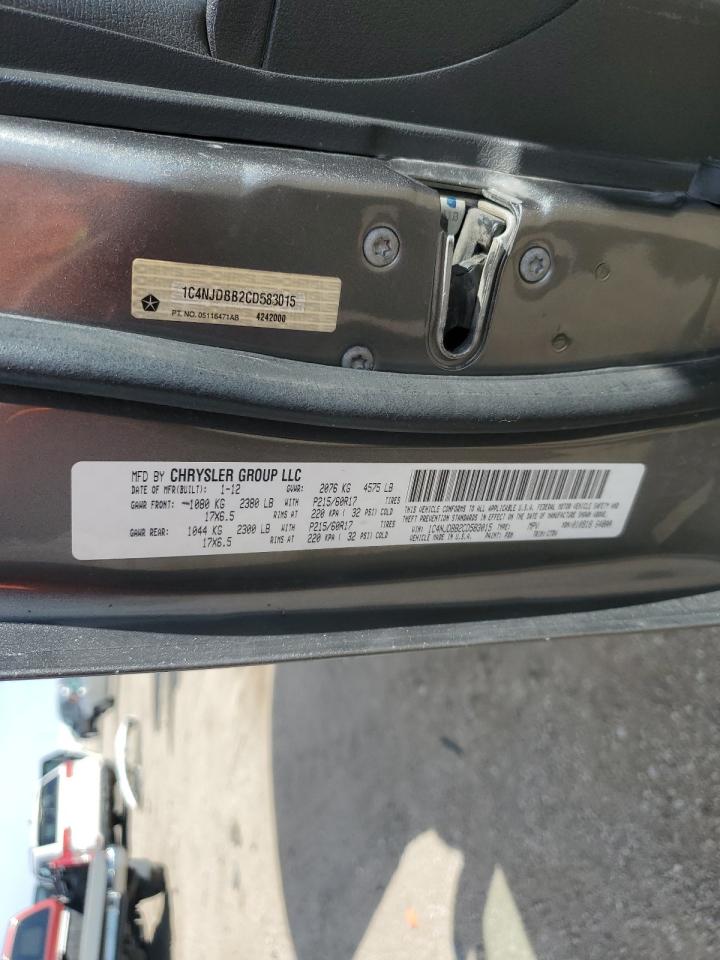 1C4NJDBB2CD583015
PT. NO. 05116471AB 4242000
MFD BY CHRYSLER GROUP LLC
DATE OF MFR(BUILT): 1-12 GVWR: 2076 KG 4575 LB
GAWR FRONT: 1080 KG 2380 LB WITH P215/60R17 TIRES
17X6.5 RIMS AT 220 KPA ( 32 PSI) COLD
GAWR REAR: 1044 KG 2300 LB WITH P215/60R17 TIRES
17X6.5 RIMS AT 220 KPA ( 32 PSI) COLD
THIS VEHICLE CONFORMS TO ALL APPLICABLE U.S.A. FEDERAL MOTOR VEHICLE SAFETY AND
THEFT PREVENTION STANDARDS IN EFFECT ON THE DATE OF MANUFACTURE SHOWN ABOVE.
VIN: 1C4NJDBB2CD583015 TYPE: MPV
VEHICLE MADE IN U.S.A. PAINT: TRIM: